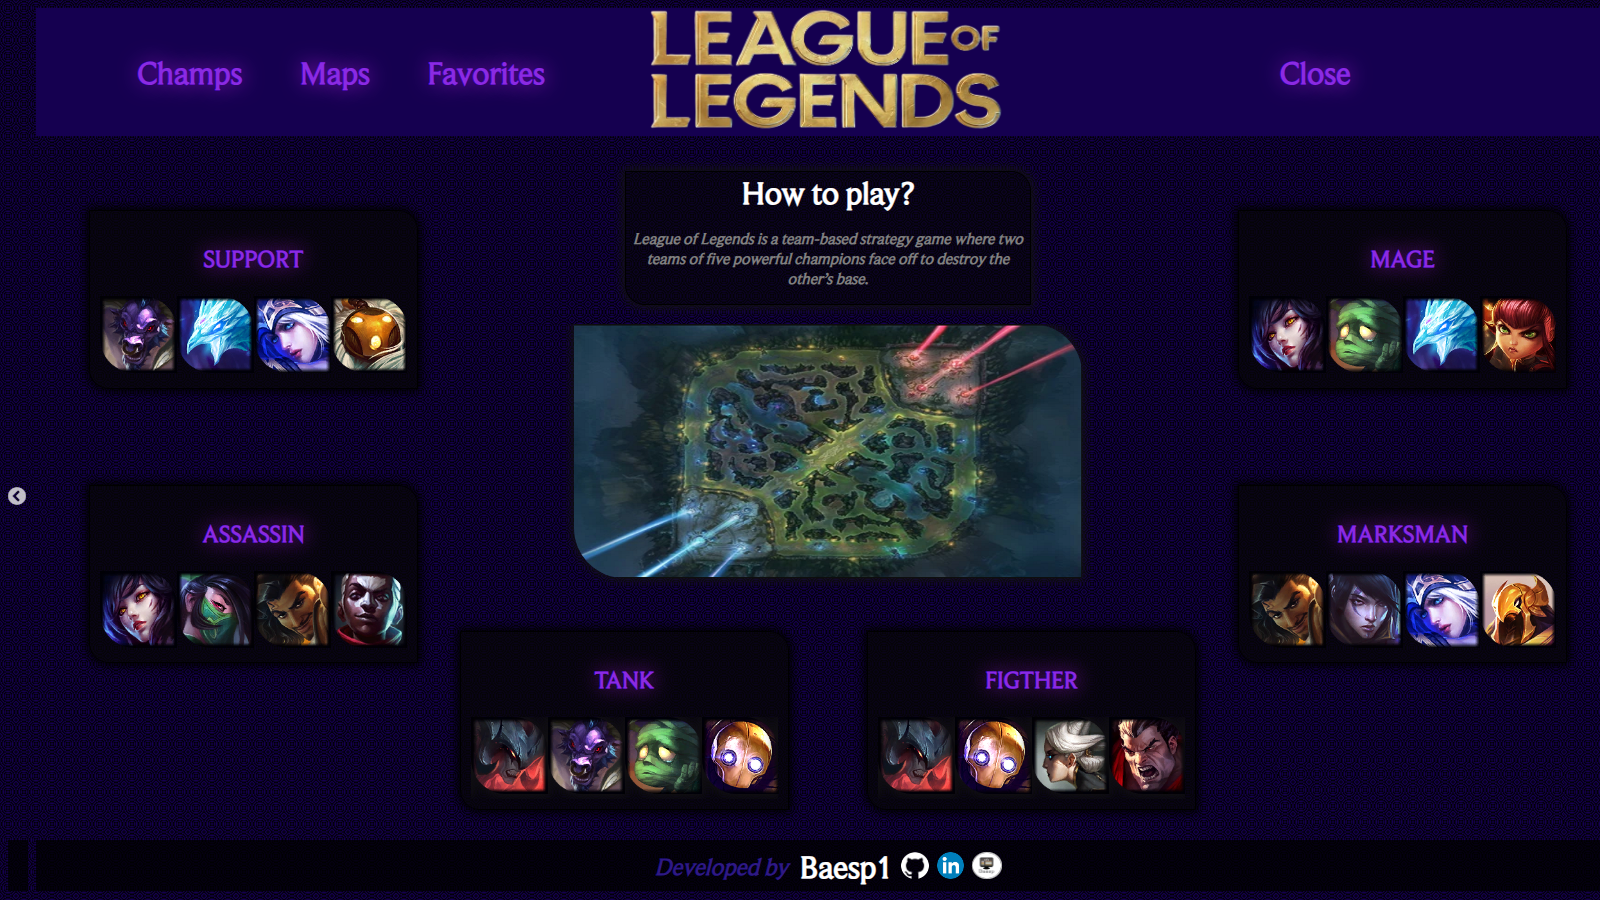 Champs
Maps
Favorites
LEAGUE OF
LEGENDS
Close
How to play?
League of Legends is a team-based strategy game where two
teams of five powerful champions face off to destroy the
other's base.
SUPPORT
MAGE
ASSASSIN
MARKSMAN
TANK
FIGTHER
Developed by Baesp1
in